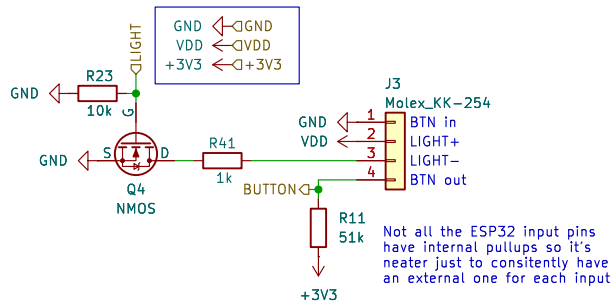 LIGHT
GND GND
VDD VDD
+3V3 +3V3
R23
GND
10k
G
GND S D
Q4
NMOS
R41
1k
J3
Molex_KK-254
GND 1 BTN in
VDD 2 LIGHT+
3 LIGHT-
4 BTN out
BUTTON
R11
51k
+3V3
Not all the ESP32 input pins
have internal pullups so it's
neater just to consitently have
an external one for each input